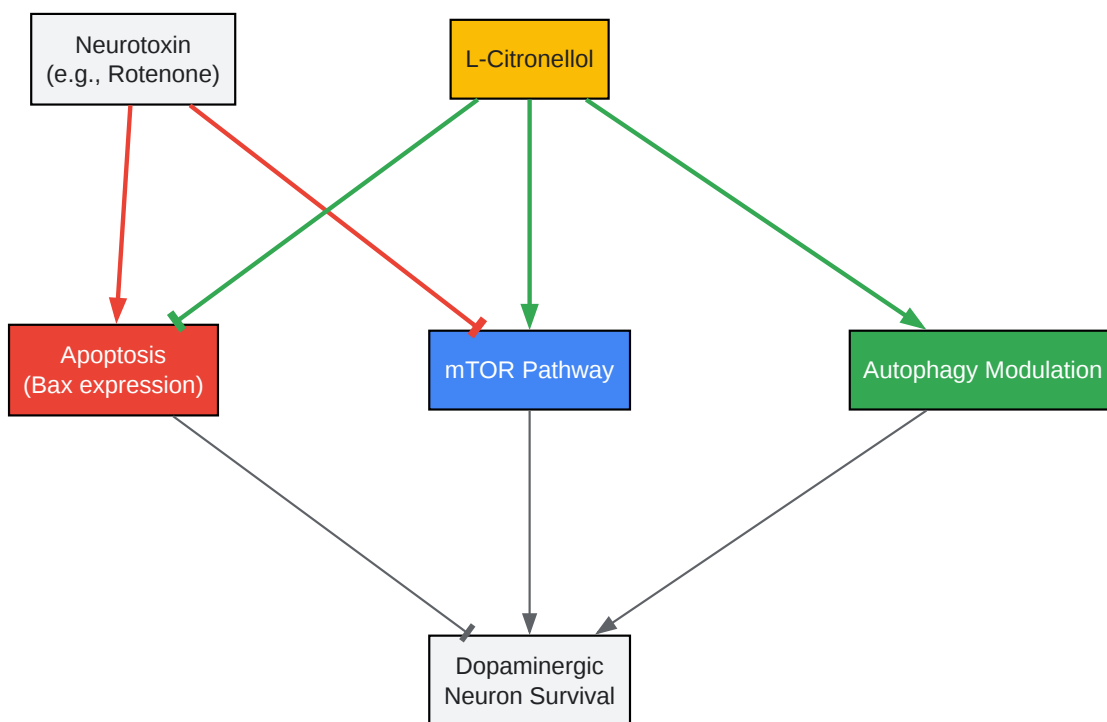 Neurotoxin
(e.g., Rotenone)
L-Citronellol
Apoptosis
(Bax expression)
mTOR Pathway
Autophagy Modulation
Dopaminergic
Neuron Survival